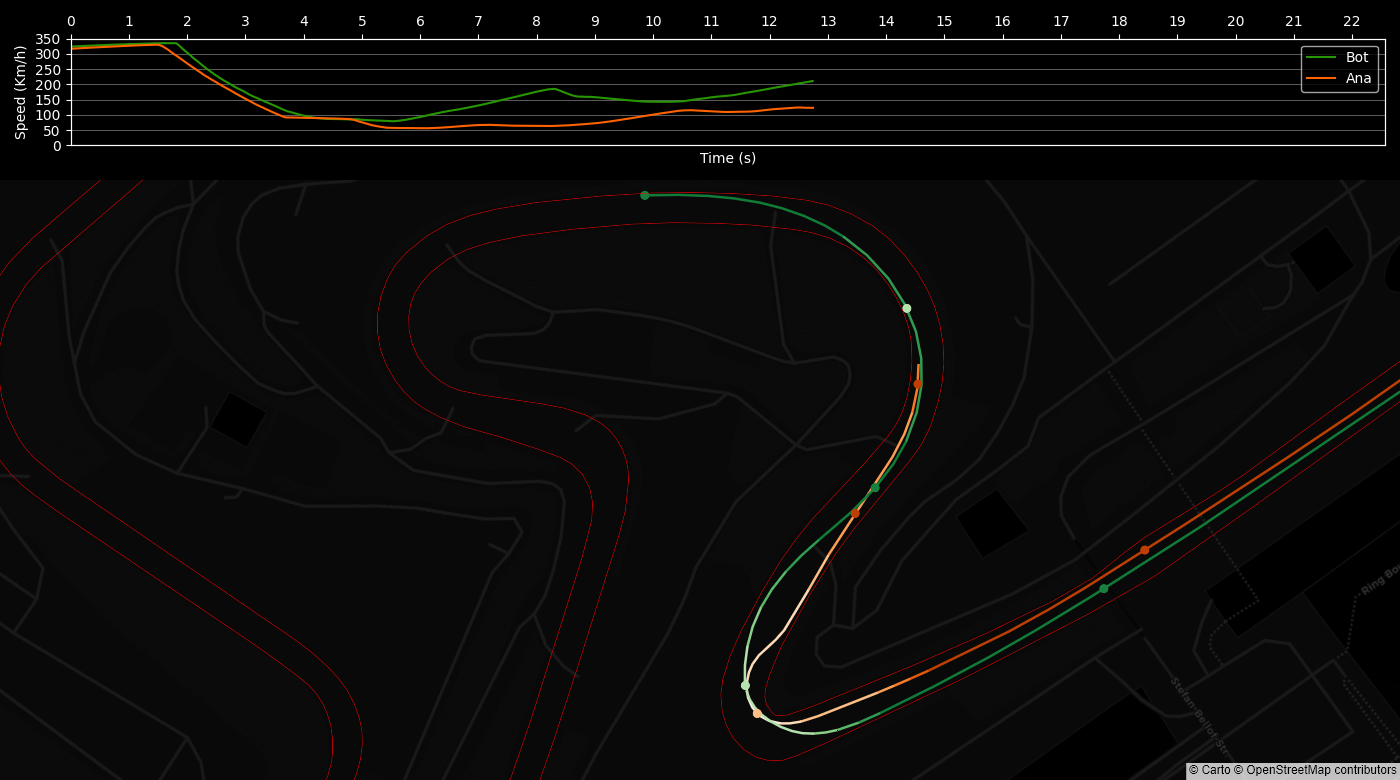 0 1 2 3 4 5 6 7 8 9 10 11 12 13 14 15 16 17 18 19 20 21 22
Speed (Km/h)
350
300
250
200
150
100
50
0
Bot
Ana
Time (s)
Ring Bo
Stefan-Bellof-Str
© Carto © OpenStreetMap contributors